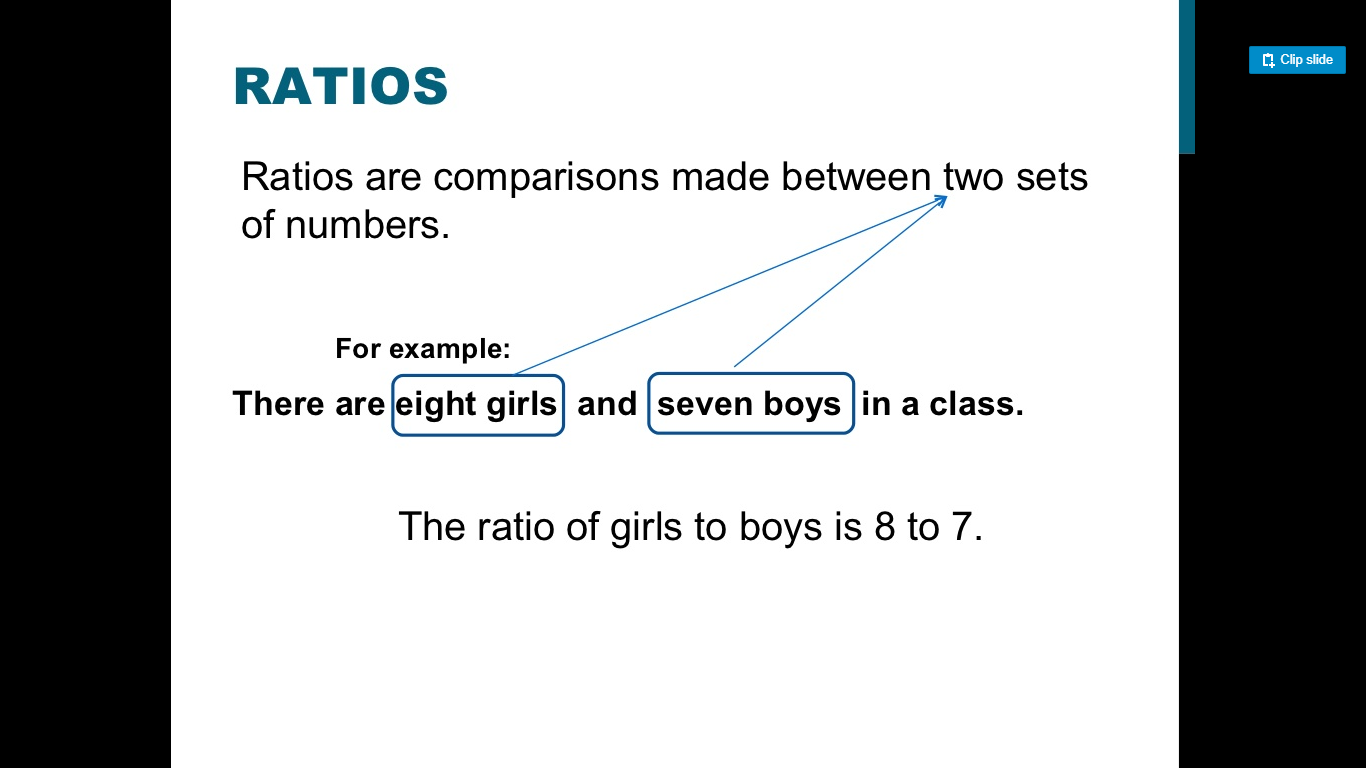 Clip slide
RATIOS
Ratios are comparisons made between two sets
of numbers.
For example:
There are eight girls and seven boys in a class.
The ratio of girls to boys is 8 to 7.